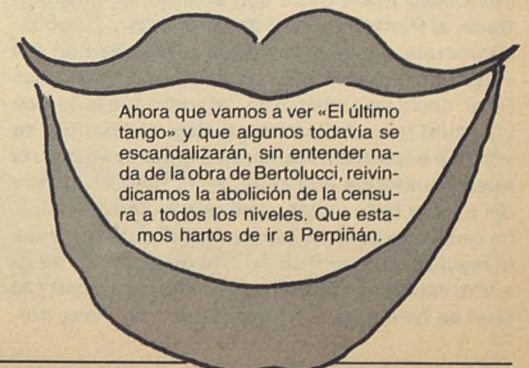 Ahora que vamos a ver «El último
tango» y que algunos todavía se
escandalizarán, sin entender na-
da de la obra de Bertolucci, reivin-
dicamos la abolición de la censu-
ra a todos los niveles. Que esta-
mos hartos de ir a Perpiñán.